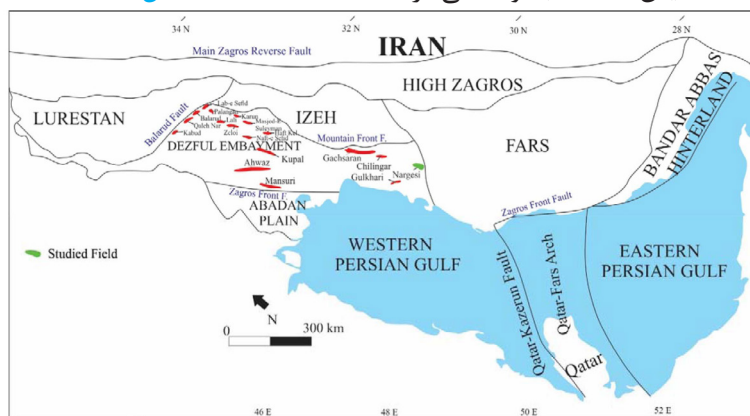 34 N
32 N
30 N
28 N
Main Zagros Reverse Fault
IRAN
HIGH ZAGROS
BANDAR ABBAS
HINTERLAND
LURESTAN
Balarud Fault
Lab-e Sefid
Palangan
Balarud
Lali
Karun
Masjed-E
Suleyman
Qaleh Nar
Zeloi
Haft Kal
Kabud
Naft-e Sefid
IZEH
DEZFUL EMBAYMENT
Mountain Front F.
FARS
Kupal
Gachsaran
Ahwaz
Chilingar
Gulkhari
Nargesi
Mansuri
Zagros Front F.
Zagros Front Fault
ABADAN
PLAIN
WESTERN
PERSIAN GULF
EASTERN
PERSIAN GULF
Qatar-Kazerun Fault
Qatar-Fars Arch
Qatar
Studied Field
N
0
300 km
46 E
48 E
50 E
52 E